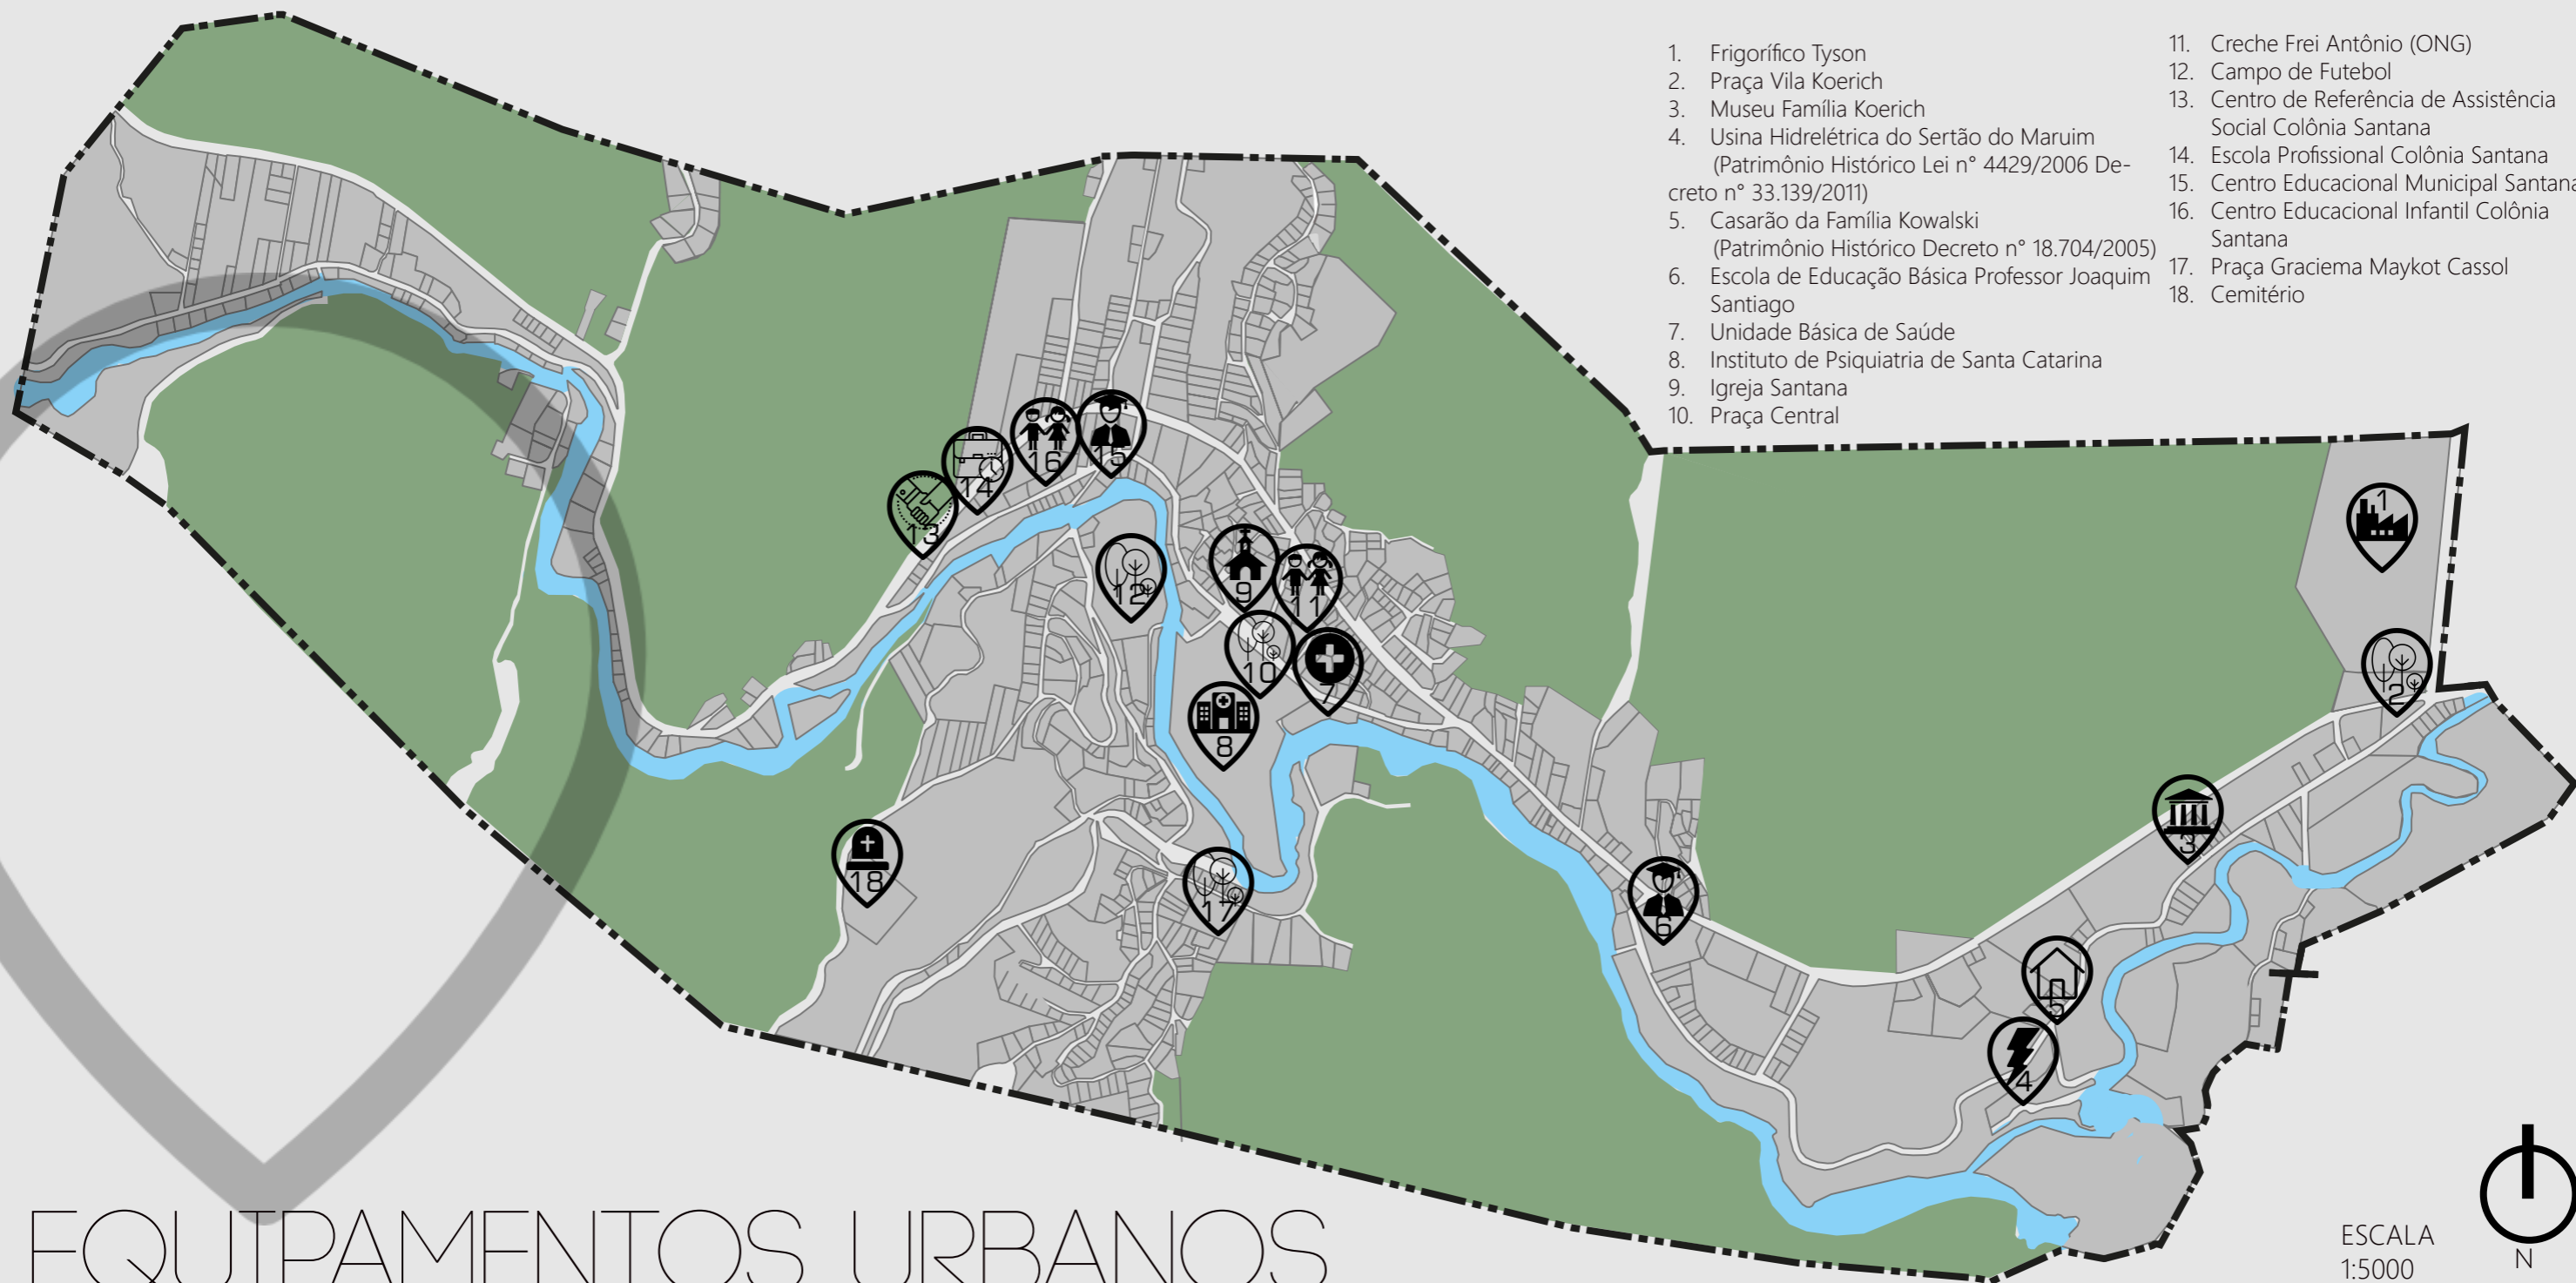 1. Frigorífico Tyson
2. Praça Vila Koerich
3. Museu Família Koerich
4. Usina Hidrelétrica do Sertão do Maruim
(Patrimônio Histórico Lei n° 4429/2006 De-
creto n° 33.139/2011)
5. Casarão da Família Kowalski
(Patrimônio Histórico Decreto n° 18.704/2005)
6. Escola de Educação Básica Professor Joaquim
Santiago
7. Unidade Básica de Saúde
8. Instituto de Psiquiatria de Santa Catarina
9. Igreja Santana
10. Praça Central
11. Creche Frei Antônio (ONG)
12. Campo de Futebol
13. Centro de Referência de Assistência
Social Colônia Santana
14. Escola Profissional Colônia Santana
15. Centro Educacional Municipal Santana
16. Centro Educacional Infantil Colônia
Santana
17. Praça Graciema Maykot Cassol
18. Cemitério
15
16
14
1
13
12
9
11
10
2
7
8
3
18
17
6
5
4
EQUIPAMENTOS URBANOS
ESCALA
1:5000
N